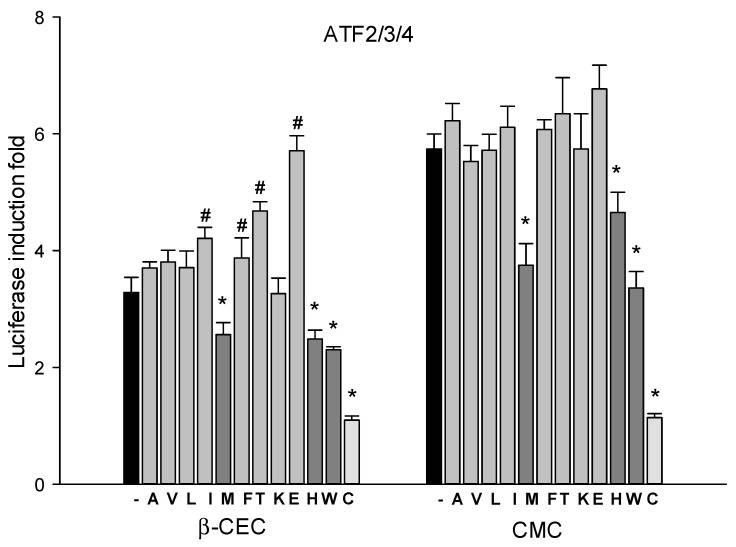 ATF2/3/4
Luciferase induction fold
8
6
4
2
0
# # # # * * * * * * * *
- A V L I M F T K E H W C
- A V L I M F T K E H W C
β-CEC
CMC